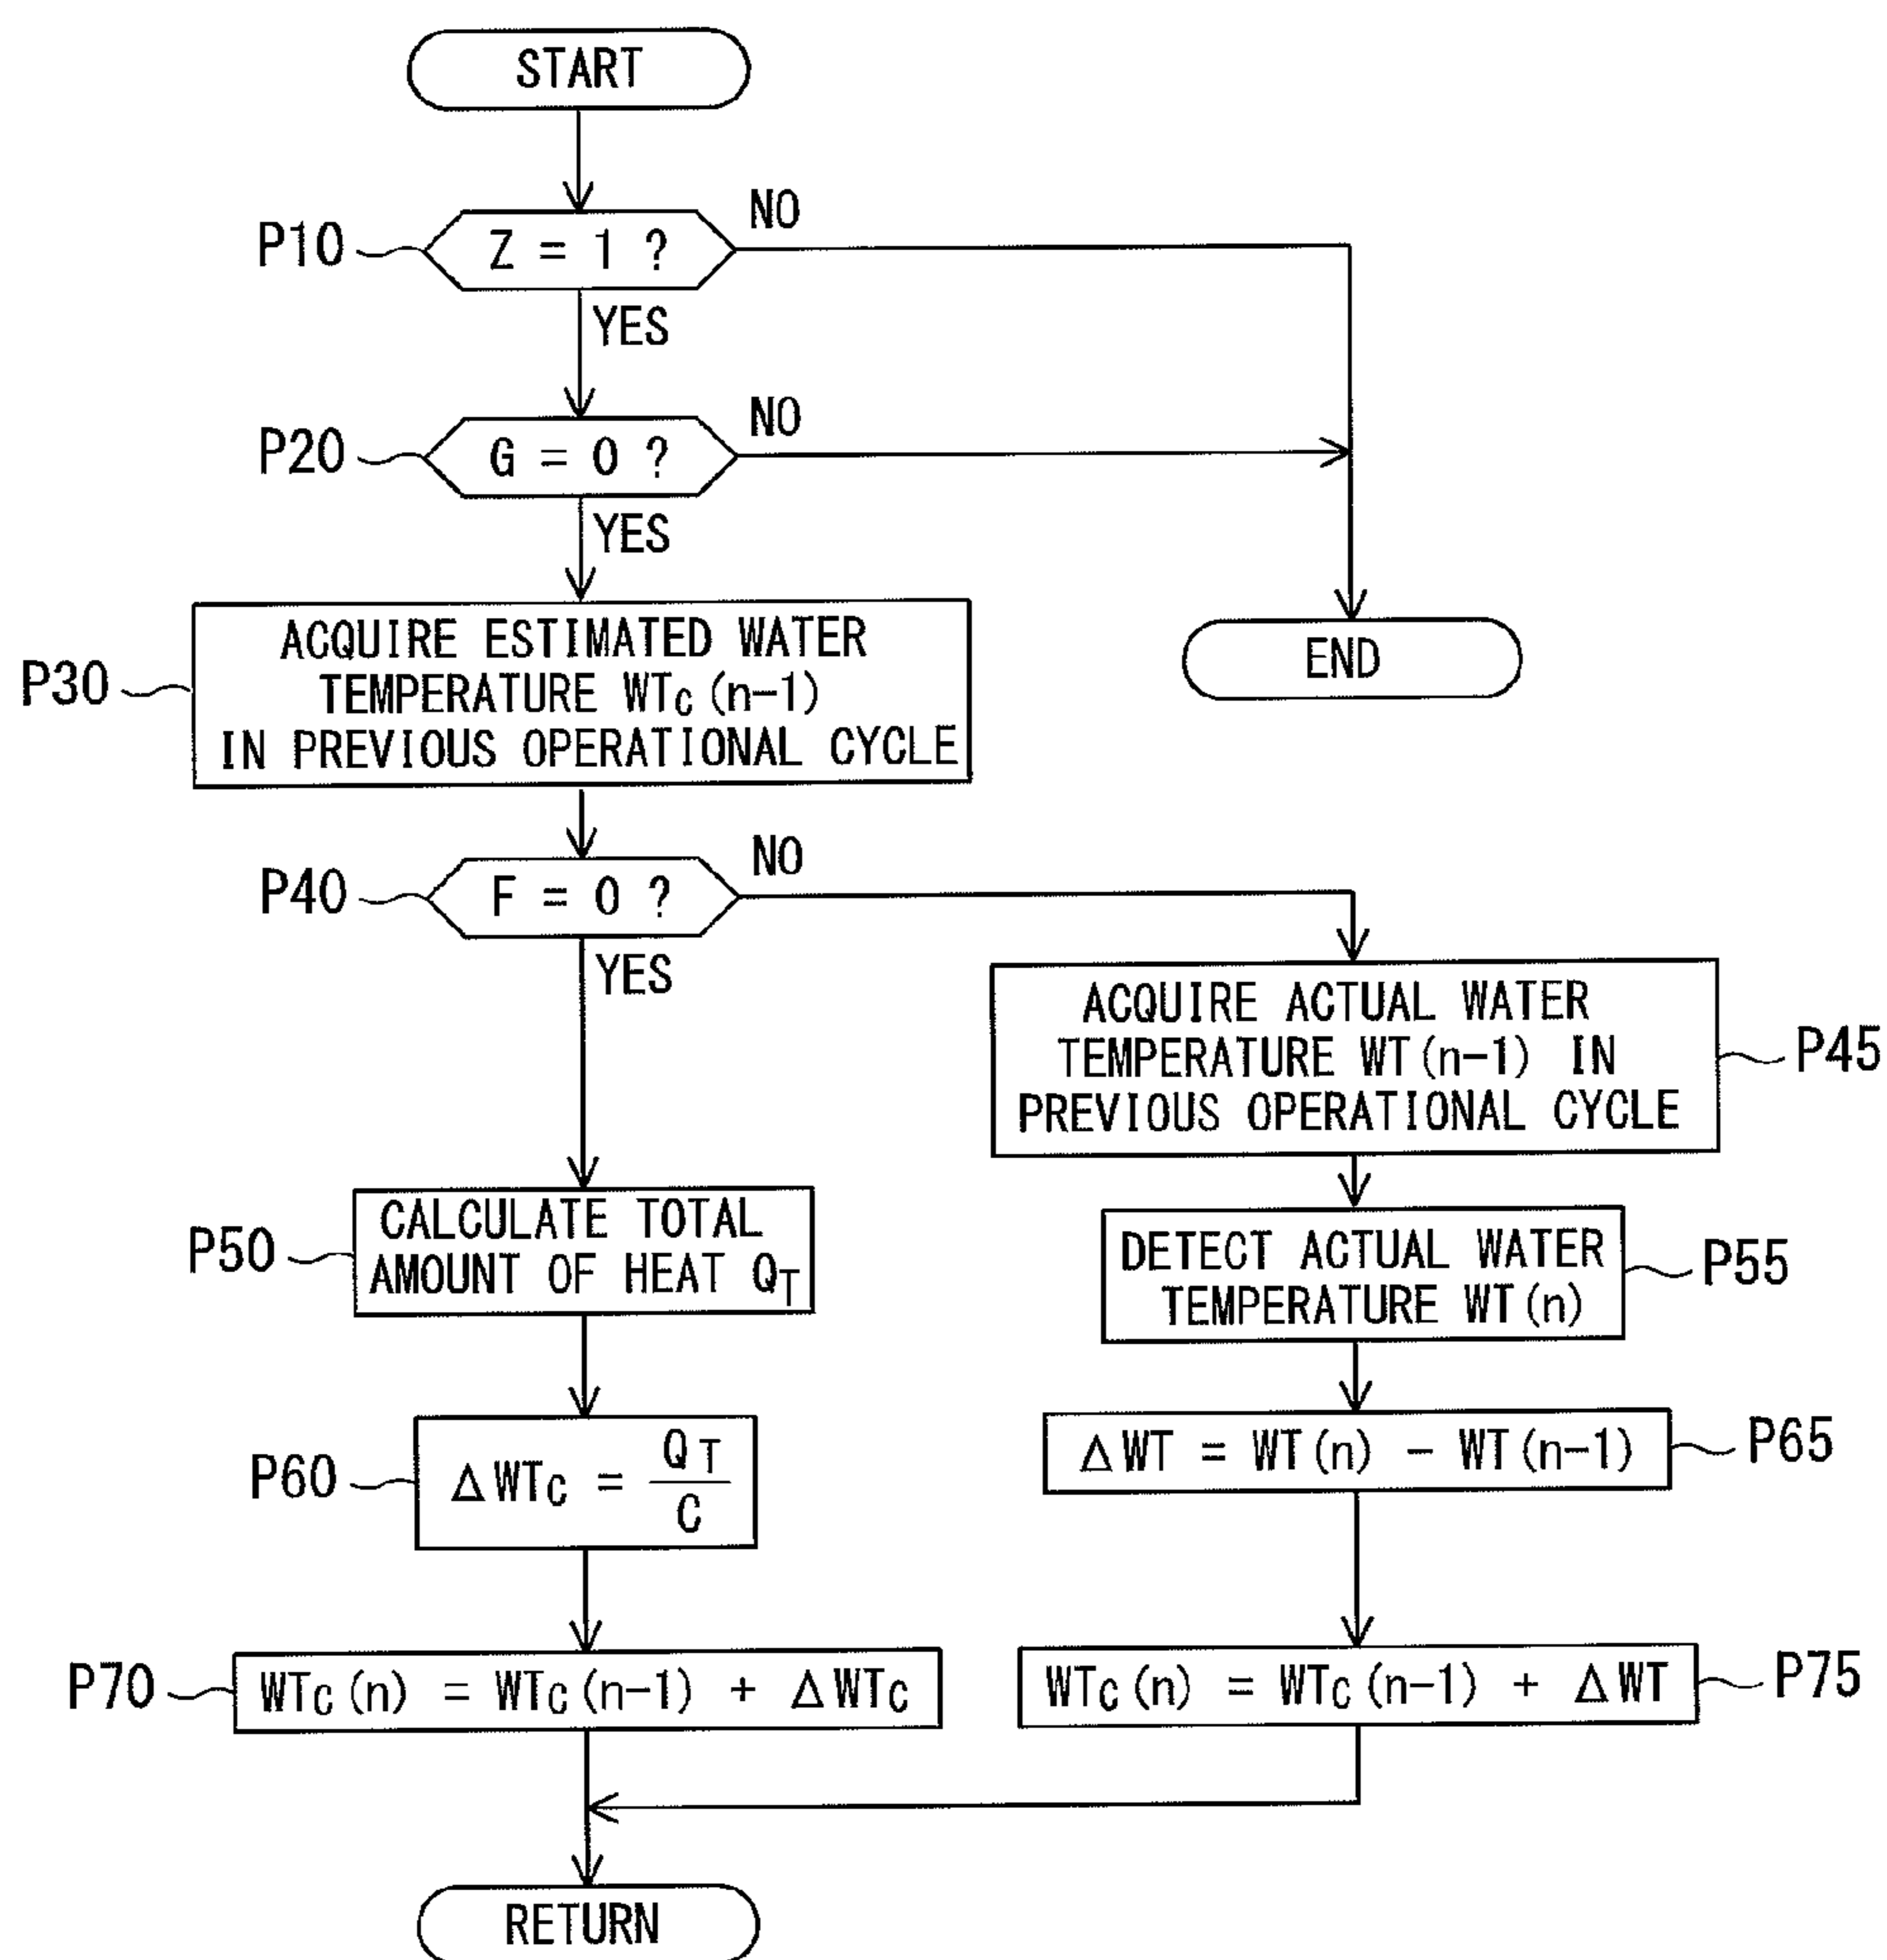 START
P10
Z = 1 ?
NO
YES
P20
G = 0 ?
NO
YES
P30
ACQUIRE ESTIMATED WATER
TEMPERATURE WTC (n-1)
IN PREVIOUS OPERATIONAL CYCLE
END
P40
F = 0 ?
NO
YES
ACQUIRE ACTUAL WATER
TEMPERATURE WT (n-1) IN
PREVIOUS OPERATIONAL CYCLE
P45
P50
CALCULATE TOTAL
AMOUNT OF HEAT QT
DETECT ACTUAL WATER
TEMPERATURE WT (n)
P55
P60
ΔWTC = QT / C
ΔWT = WT (n) - WT (n-1)
P65
P70
WTC (n) = WTC (n-1) + ΔWTC
WTC (n) = WTC (n-1) + ΔWT
P75
RETURN